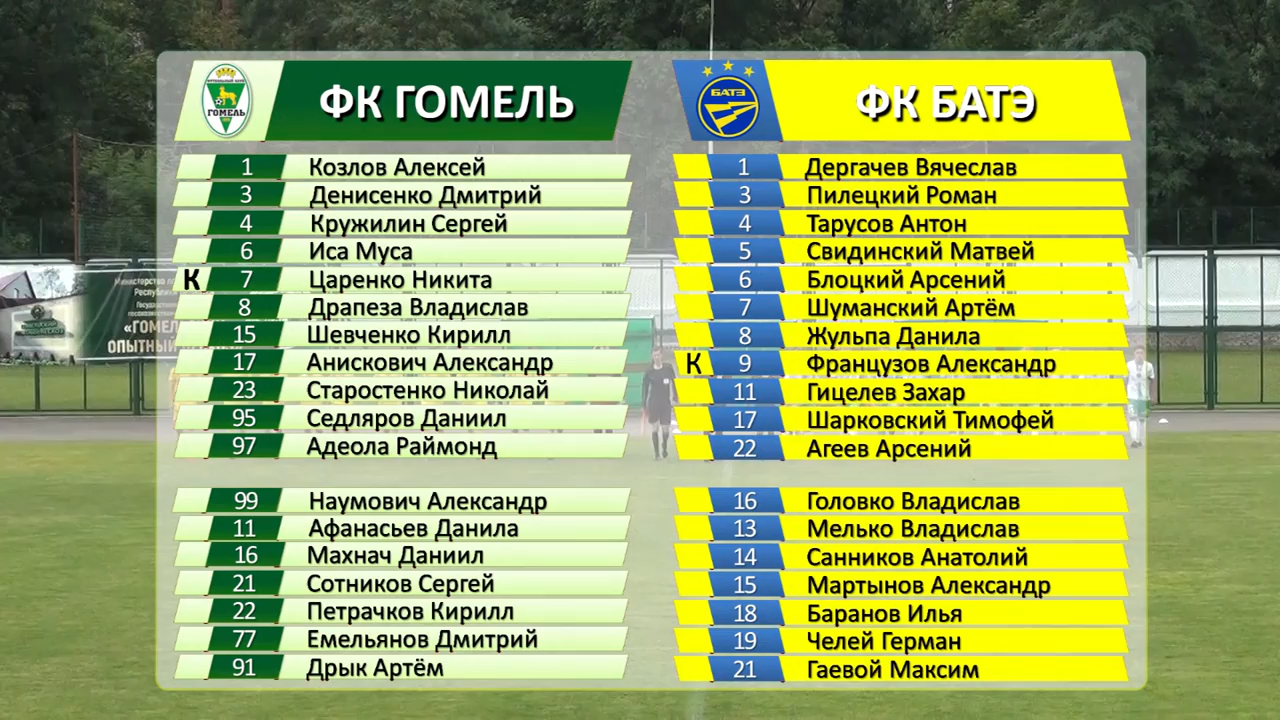 ФК ГОМЕЛЬ
1 Козлов Алексей
3 Денисенко Дмитрий
4 Кружилин Сергей
6 Иса Муса
К 7 Царенко Никита
8 Драпеза Владислав
15 Шевченко Кирилл
17 Анискович Александр
23 Старостенко Николай
95 Седляров Даниил
97 Адеола Раймонд
99 Наумович Александр
11 Афанасьев Данила
16 Махнач Даниил
21 Сотников Сергей
22 Петрачков Кирилл
77 Емельянов Дмитрий
91 Дрык Артём
ФК БАТЭ
1 Дергачев Вячеслав
3 Пилецкий Роман
4 Тарусов Антон
5 Свидинский Матвей
6 Блоцкий Арсений
7 Шуманский Артём
8 Жульпа Данила
К 9 Французов Александр
11 Гицелев Захар
17 Шарковский Тимофей
22 Агеев Арсений
16 Головко Владислав
13 Мелько Владислав
14 Санников Анатолий
15 Мартынов Александр
18 Баранов Илья
19 Челей Герман
21 Гаевой Максим
ГОМЕЛЬ
БАТЭ
Министерство
«ГОМЕЛ
ОПЫТНЫЙ